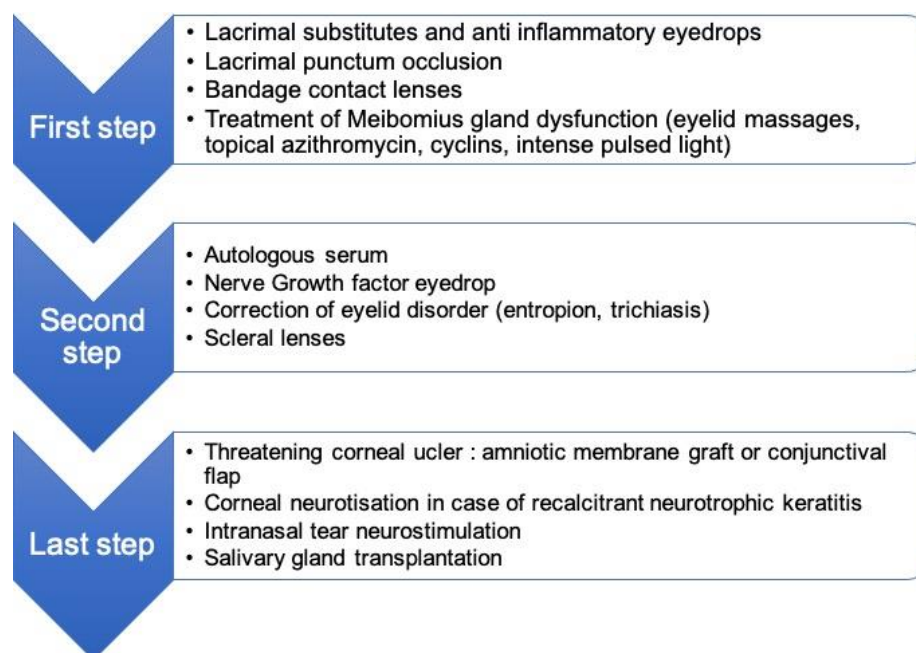 First step
• Lacrimal substitutes and anti inflammatory eyedrops
• Lacrimal punctum occlusion
• Bandage contact lenses
• Treatment of Meibomius gland dysfunction (eyelid massages,
topical azithromycin, cyclins, intense pulsed light)
Second
step
• Autologous serum
• Nerve Growth factor eyedrop
• Correction of eyelid disorder (entropion, trichiasis)
• Scleral lenses
Last step
• Threatening corneal ucler : amniotic membrane graft or conjunctival
flap
• Corneal neurotisation in case of recalcitrant neurotrophic keratitis
• Intranasal tear neurostimulation
• Salivary gland transplantation